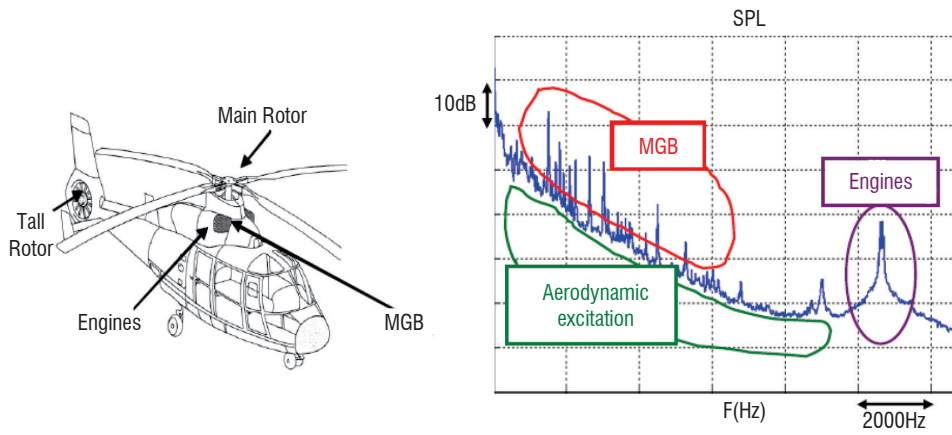 Main Rotor
Tall
Rotor
Engines
MGB
SPL
10dB
MGB
Engines
Aerodynamic
excitation
F(Hz)
2000Hz